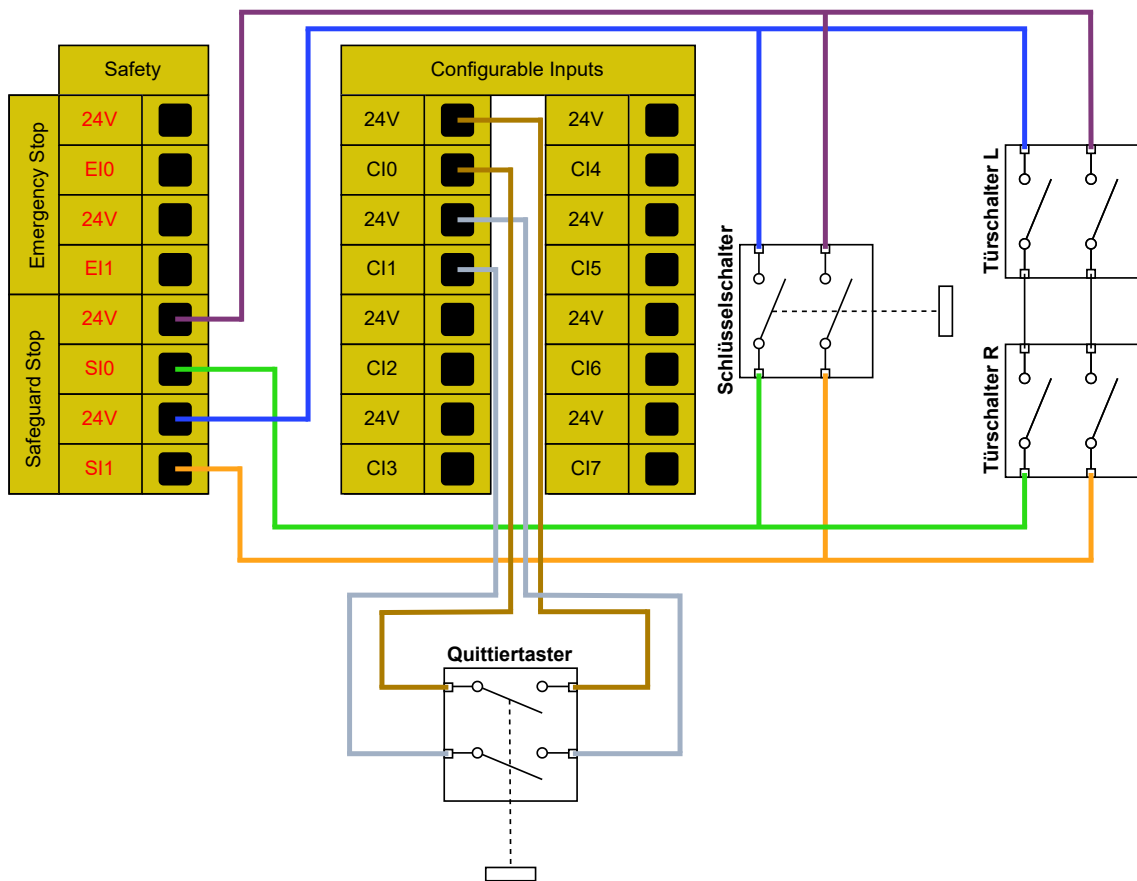 Safety
Emergency Stop
24V
EI0
24V
EI1
Safeguard Stop
24V
SI0
24V
SI1
Configurable Inputs
24V
CI0
24V
CI1
24V
CI2
24V
CI3
24V
CI4
24V
CI5
24V
CI6
24V
CI7
Schlüsselschalter
Türschalter L
Türschalter R
Quittiertaster